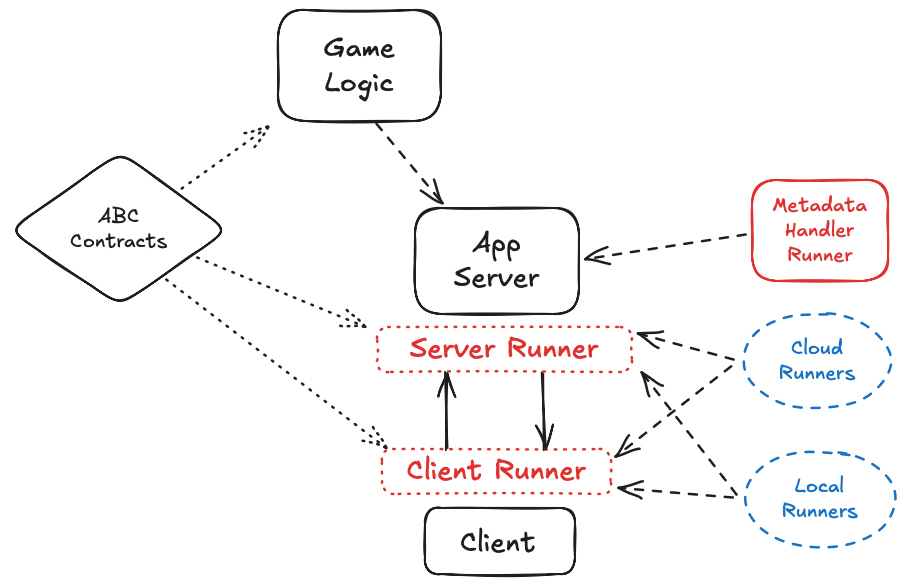 Game
Logic
ABC
Contracts
App
Server
Metadata
Handler
Runner
Server Runner
Cloud
Runners
Client Runner
Local
Runners
Client